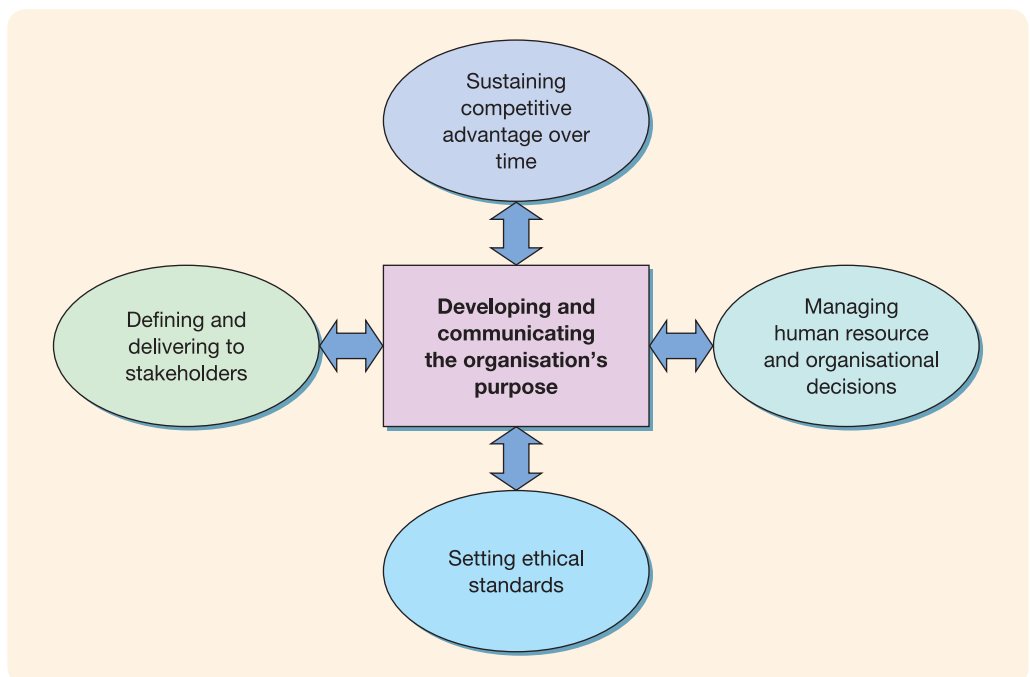 Sustaining
competitive
advantage over
time
Defining and
delivering to
stakeholders
Developing and
communicating
the organisation's
purpose
Managing
human resource
and organisational
decisions
Setting ethical
standards